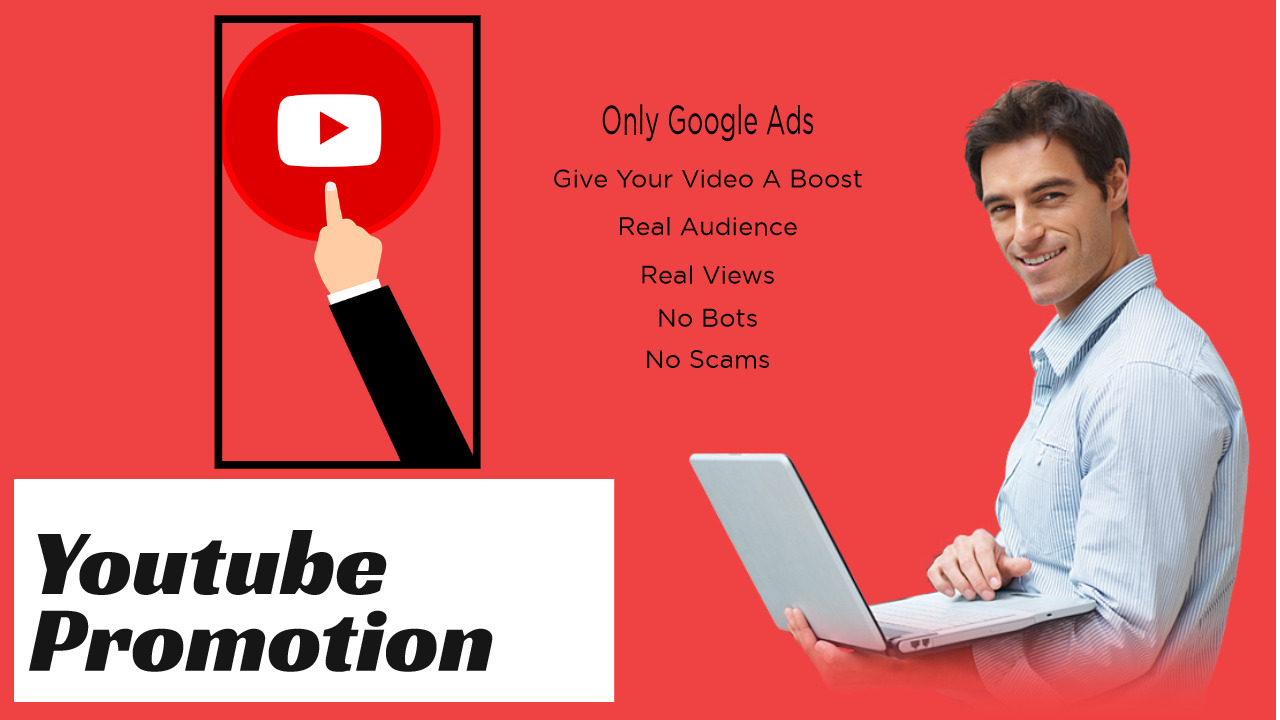 Only Google Ads
Give Your Video A Boost
Real Audience
Real Views
No Bots
No Scams
Youtube
Promotion